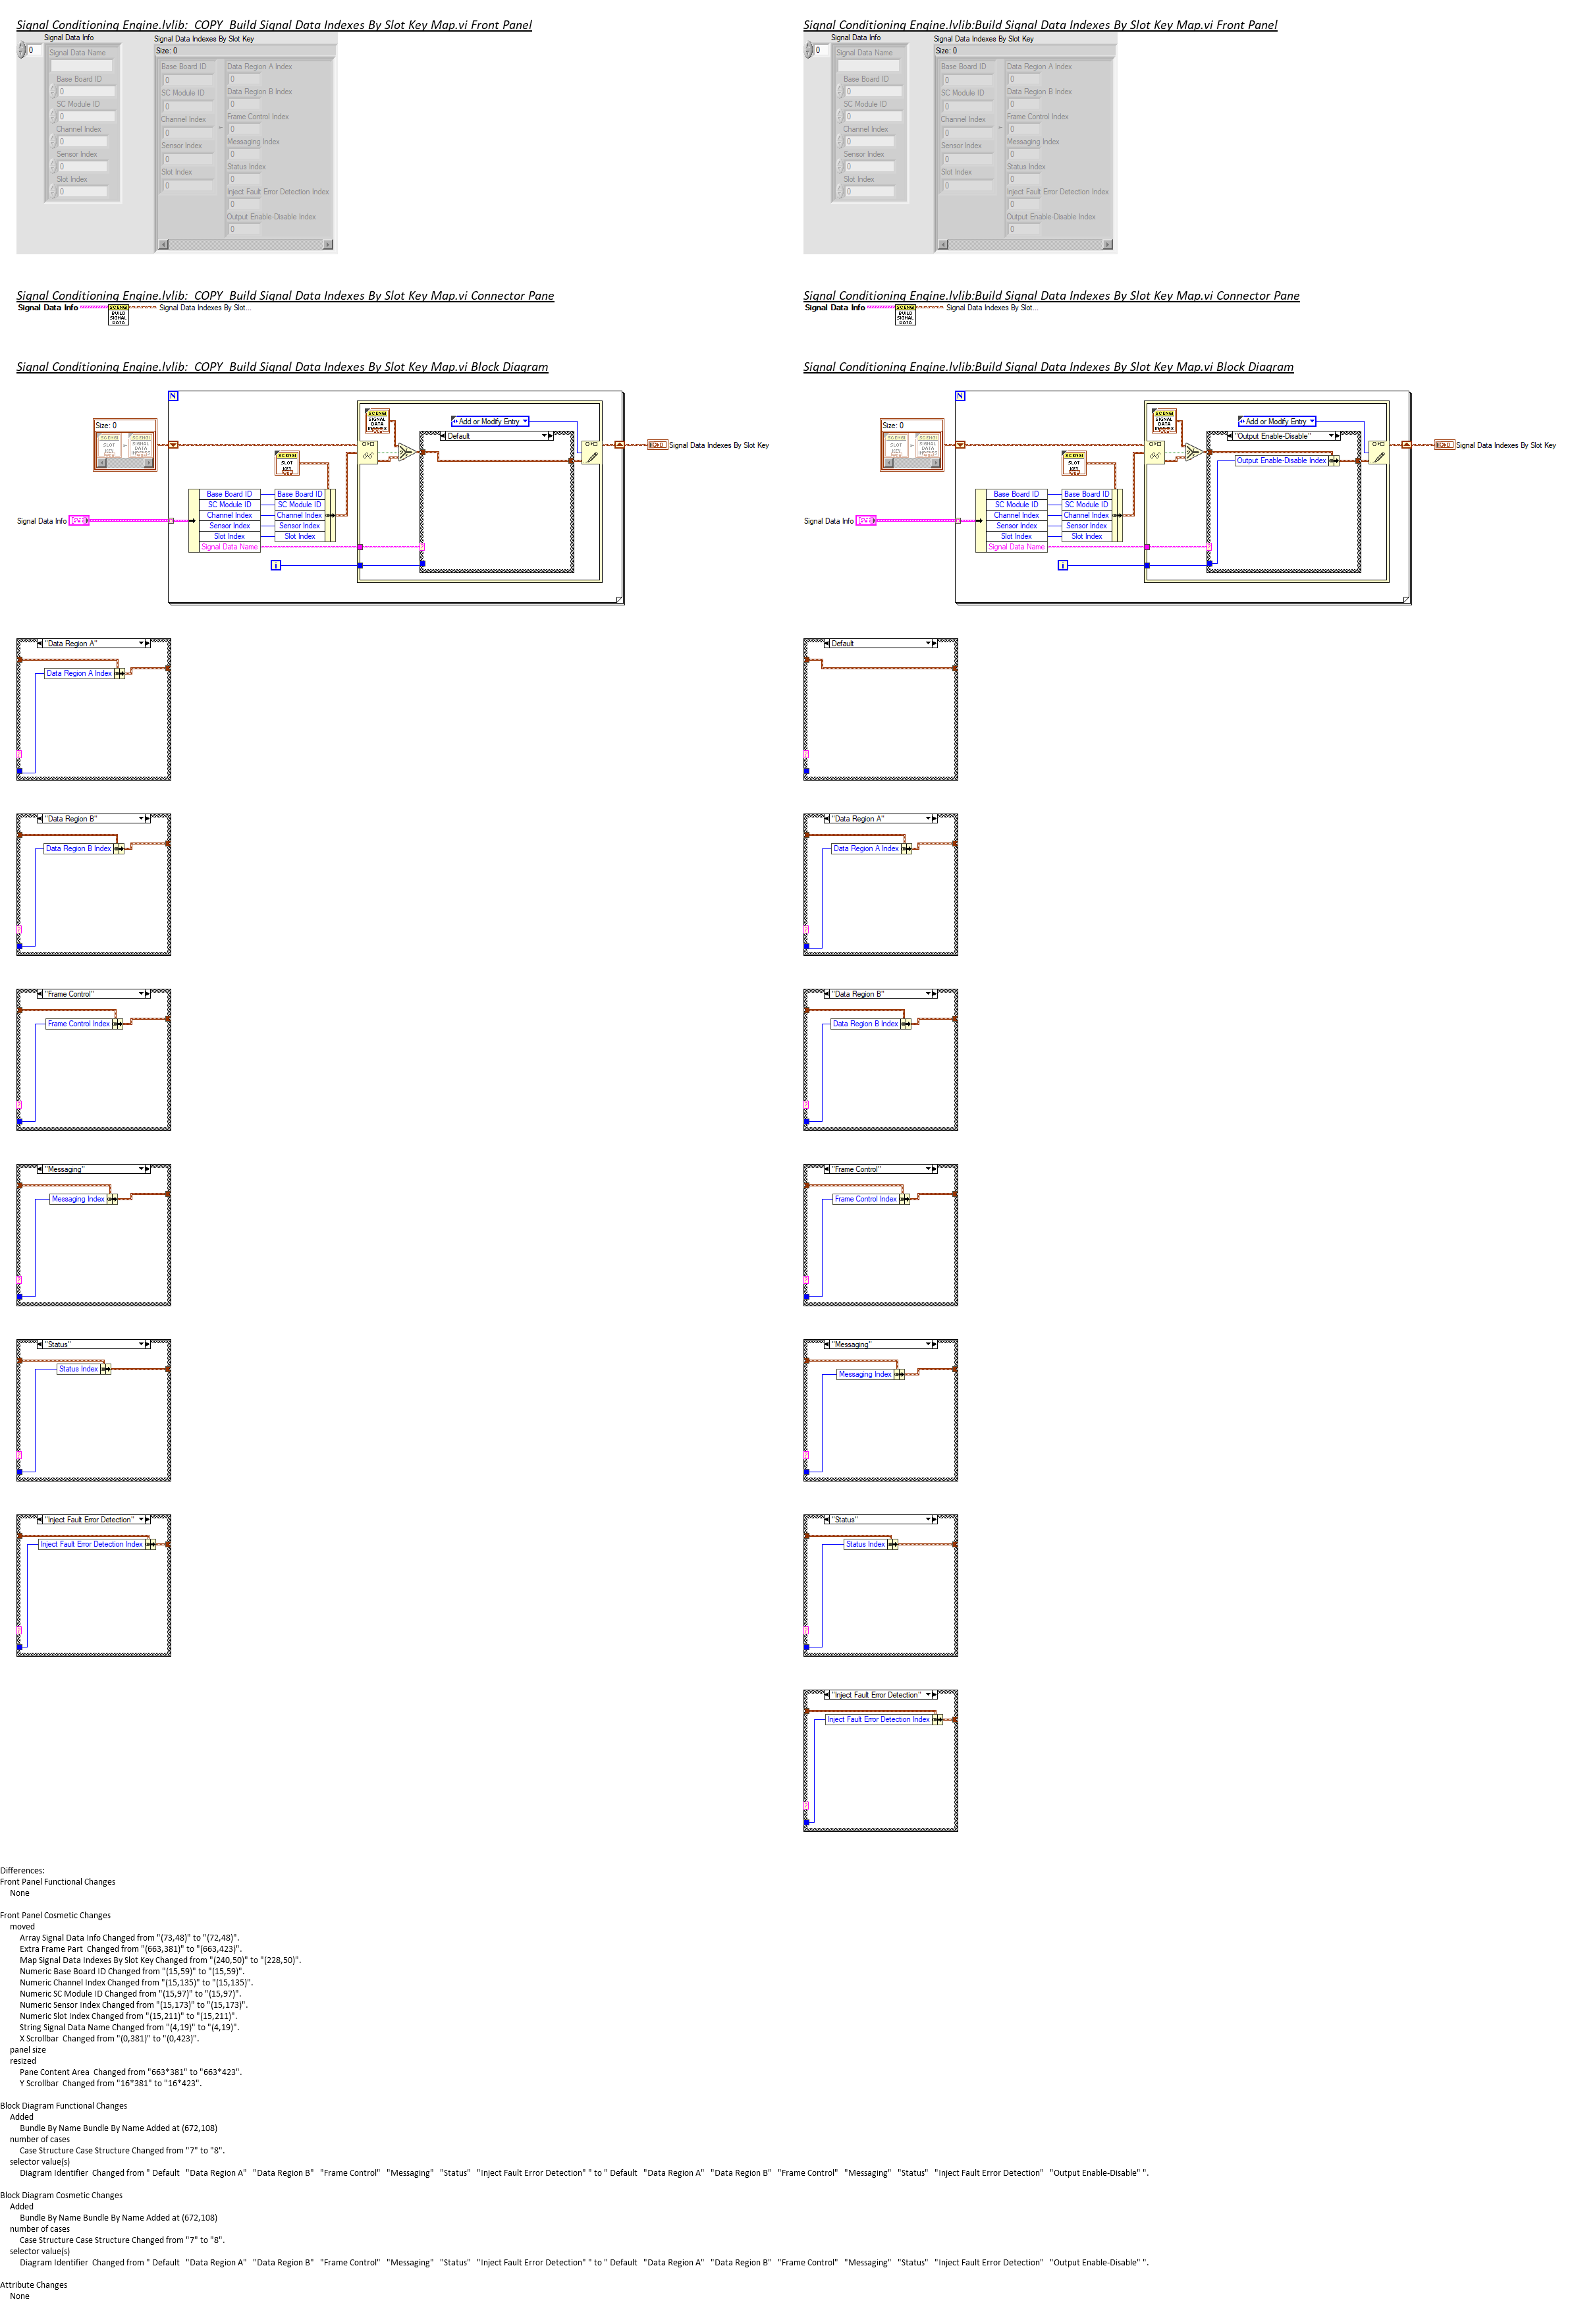 Signal Conditioning Engine.lvlib:  COPY  Build Signal Data Indexes By Slot Key Map.vi Front Panel
Signal Data Info
0
Signal Data Name
Base Board ID
0
SC Module ID
0
Channel Index
0
Sensor Index
0
Slot Index
0
Signal Data Indexes By Slot Key
Size: 0
Base Board ID
0
SC Module ID
0
Channel Index
0
Sensor Index
0
Slot Index
0
Data Region A Index
0
Data Region B Index
0
Frame Control Index
0
Messaging Index
0
Status Index
0
Inject Fault Error Detection Index
0
Output Enable-Disable Index
0
Signal Conditioning Engine.lvlib:Build Signal Data Indexes By Slot Key Map.vi Front Panel
Signal Data Info
0
Signal Data Name
Base Board ID
0
SC Module ID
0
Channel Index
0
Sensor Index
0
Slot Index
0
Signal Data Indexes By Slot Key
Size: 0
Base Board ID
0
SC Module ID
0
Channel Index
0
Sensor Index
0
Slot Index
0
Data Region A Index
0
Data Region B Index
0
Frame Control Index
0
Messaging Index
0
Status Index
0
Inject Fault Error Detection Index
0
Output Enable-Disable Index
0
Signal Conditioning Engine.lvlib:  COPY  Build Signal Data Indexes By Slot Key Map.vi Connector Pane
Signal Data Info
SCENGI
BUILD
SIGNAL
DATA
Signal Data Indexes By Slot...
Signal Conditioning Engine.lvlib:Build Signal Data Indexes By Slot Key Map.vi Connector Pane
Signal Data Info
SCENGI
BUILD
SIGNAL
DATA
Signal Data Indexes By Slot...
Signal Conditioning Engine.lvlib:  COPY  Build Signal Data Indexes By Slot Key Map.vi Block Diagram
N
Size: 0
SCENGI
SIGNAL
DATA
Add or Modify Entry
Default
SCENGI
SLOT
KEY
Signal Data Indexes By Slot Key
Base Board ID Base Board ID
SC Module ID SC Module ID
Channel Index Channel Index
Sensor Index Sensor Index
Slot Index Slot Index
Signal Data Name
Signal Data Info
i
Signal Conditioning Engine.lvlib:Build Signal Data Indexes By Slot Key Map.vi Block Diagram
N
Size: 0
SCENGI
SIGNAL
DATA
Add or Modify Entry
"Output Enable-Disable"
Output Enable-Disable Index
SCENGI
SLOT
KEY
Signal Data Indexes By Slot Key
Base Board ID Base Board ID
SC Module ID SC Module ID
Channel Index Channel Index
Sensor Index Sensor Index
Slot Index Slot Index
Signal Data Name
Signal Data Info
i
"Data Region A"
Data Region A Index
Default
"Data Region B"
Data Region B Index
"Data Region A"
Data Region A Index
"Frame Control"
Frame Control Index
"Data Region B"
Data Region B Index
"Messaging"
Messaging Index
"Frame Control"
Frame Control Index
"Status"
Status Index
"Messaging"
Messaging Index
"Inject Fault Error Detection"
Inject Fault Error Detection Index
"Status"
Status Index
"Inject Fault Error Detection"
Inject Fault Error Detection Index
Differences:
Front Panel Functional Changes
None
Front Panel Cosmetic Changes
moved
Array Signal Data Info Changed from "(73,48)" to "(72,48)".
Extra Frame Part  Changed from "(663,381)" to "(663,423)".
Map Signal Data Indexes By Slot Key Changed from "(240,50)" to "(228,50)".
Numeric Base Board ID Changed from "(15,59)" to "(15,59)".
Numeric Channel Index Changed from "(15,135)" to "(15,135)".
Numeric SC Module ID Changed from "(15,97)" to "(15,97)".
Numeric Sensor Index Changed from "(15,173)" to "(15,173)".
Numeric Slot Index Changed from "(15,211)" to "(15,211)".
String Signal Data Name Changed from "(4,19)" to "(4,19)".
X Scrollbar  Changed from "(0,381)" to "(0,423)".
panel size
resized
Pane Content Area  Changed from "663*381" to "663*423".
Y Scrollbar  Changed from "16*381" to "16*423".
Block Diagram Functional Changes
Added
Bundle By Name Bundle By Name Added at (672,108)
number of cases
Case Structure Case Structure Changed from "7" to "8".
selector value(s)
Diagram Identifier  Changed from " Default   "Data Region A"   "Data Region B"   "Frame Control"   "Messaging"   "Status"   "Inject Fault Error Detection" " to " Default   "Data Region A"   "Data Region B"   "Frame Control"   "Messaging"   "Status"   "Inject Fault Error Detection"   "Output Enable-Disable" ".
Block Diagram Cosmetic Changes
Added
Bundle By Name Bundle By Name Added at (672,108)
number of cases
Case Structure Case Structure Changed from "7" to "8".
selector value(s)
Diagram Identifier  Changed from " Default   "Data Region A"   "Data Region B"   "Frame Control"   "Messaging"   "Status"   "Inject Fault Error Detection" " to " Default   "Data Region A"   "Data Region B"   "Frame Control"   "Messaging"   "Status"   "Inject Fault Error Detection"   "Output Enable-Disable" ".
Attribute Changes
None